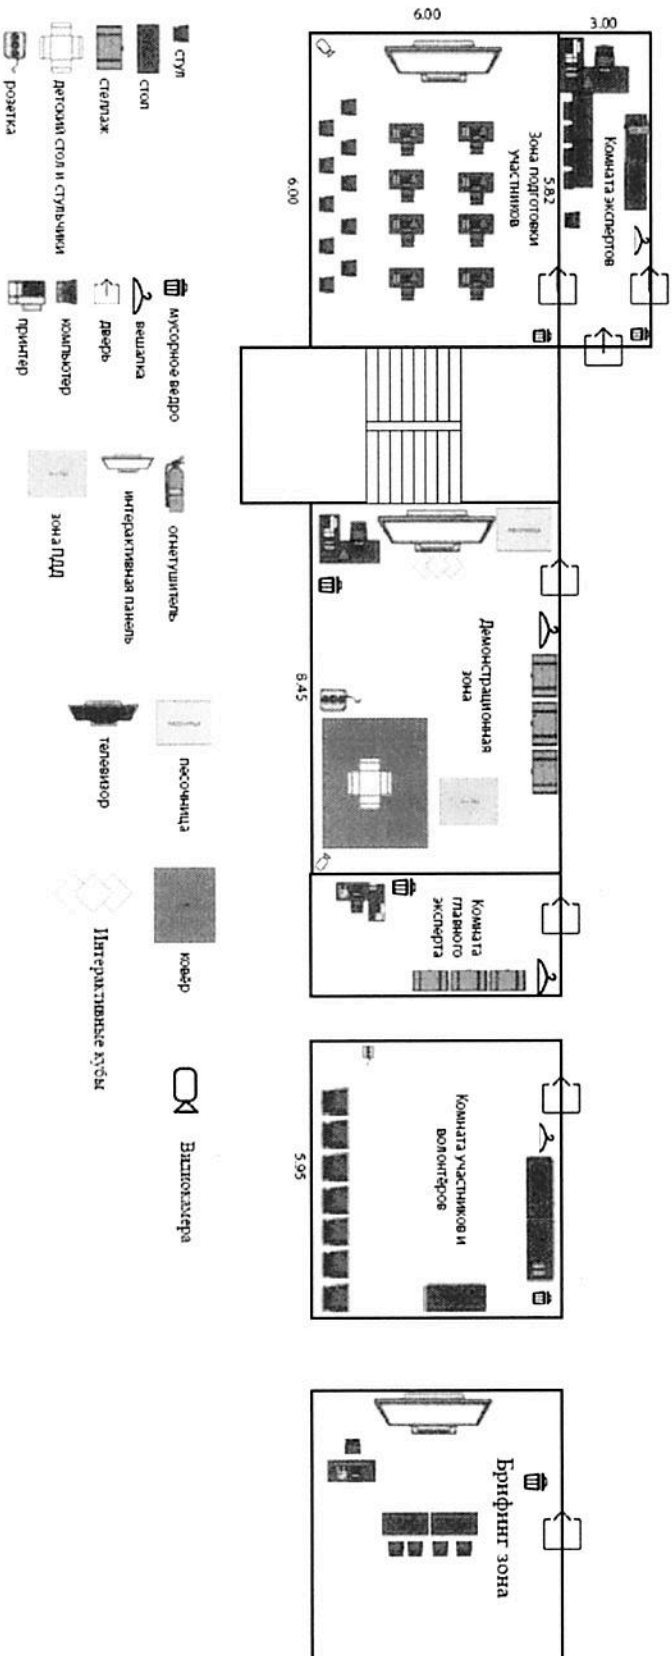 6.00
3.00
Комната экспертов
5.82
Зона подготовки
участников
6.00
Демонстрационная
зона
8.45
Комната
главного
эксперта
Комната участников и
волонтёров
5.95
Брифинг зона
стул
стол
стеллаж
детский стол и стульчики
розетка
мусорное ведро
вешалка
дверь
компьютер
принтер
огнетушитель
интерактивная панель
зона ПДД
песочница
телевизор
ковёр
Интерактивные кубы
Видиокамера